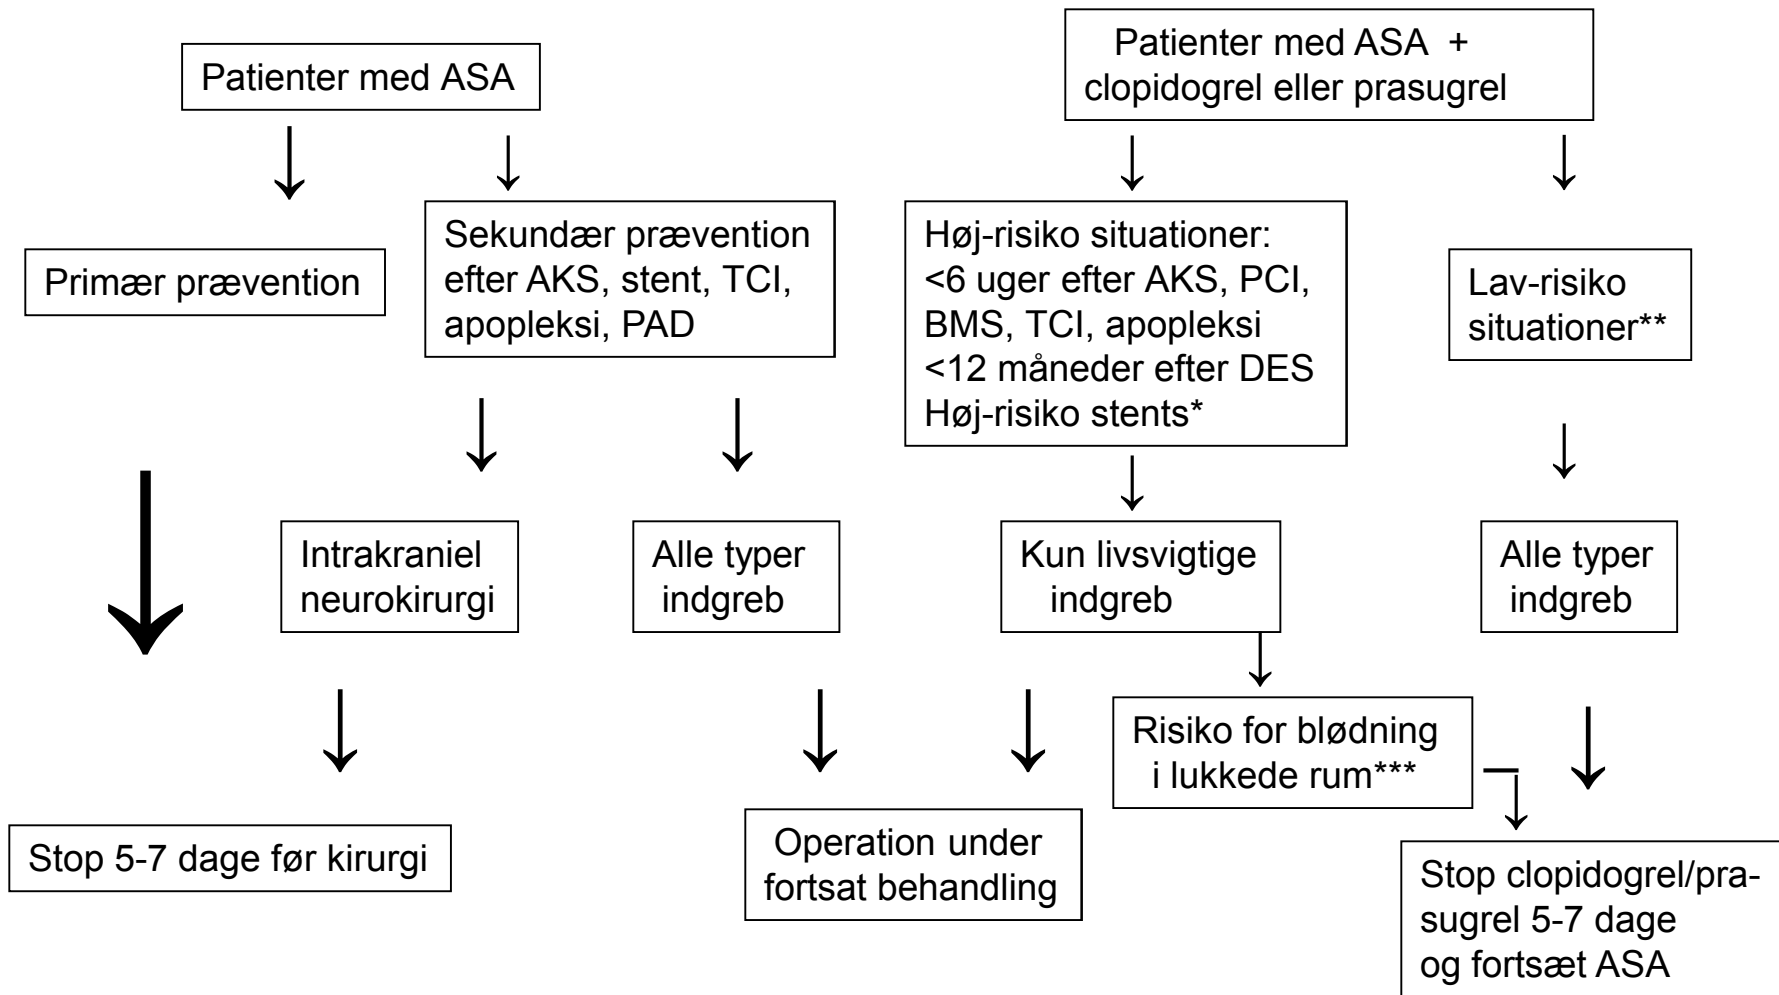 Patienter med ASA
Patienter med ASA +
clopidogrel eller prasugrel
Primær prævention
Sekundær prævention
efter AKS, stent, TCI,
apopleksi, PAD
Høj-risiko situationer:
<6 uger efter AKS, PCI,
BMS, TCI, apopleksi
<12 måneder efter DES
Høj-risiko stents*
Lav-risiko
situationer**
Intrakraniel
neurokirurgi
Alle typer
indgreb
Kun livsvigtige
indgreb
Alle typer
indgreb
Risiko for blødning
i lukkede rum***
Stop 5-7 dage før kirurgi
Operation under
fortsat behandling
Stop clopidogrel/pra-
sugrel 5-7 dage
og fortsæt ASA